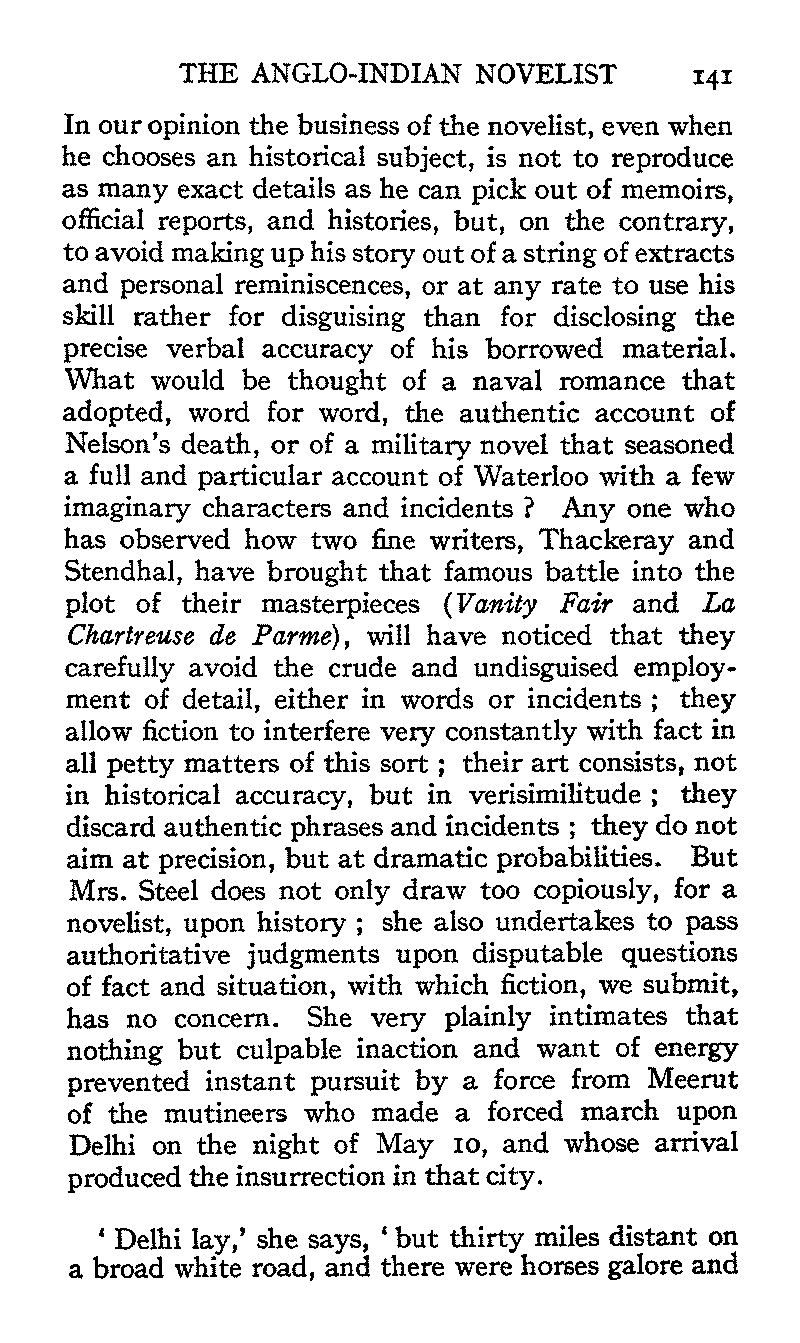 THE ANGLO-INDIAN NOVELIST 141
In our opinion the business of the novelist, even when
he chooses an historical subject, is not to reproduce
as many exact details as he can pick out of memoirs,
official reports, and histories, but, on the contrary,
to avoid making up his story out of a string of extracts
and personal reminiscences, or at any rate to use his
skill rather for disguising than for disclosing the
precise verbal accuracy of his borrowed material.
What would be thought of a naval romance that
adopted, word for word, the authentic account of
Nelson's death, or of a military novel that seasoned
a full and particular account of Waterloo with a few
imaginary characters and incidents ? Any one who
has observed how two fine writers, Thackeray and
Stendhal, have brought that famous battle into the
plot of their masterpieces (Vanity Fair and La
Chartreuse de Parme), will have noticed that they
carefully avoid the crude and undisguised employ-
ment of detail, either in words or incidents ; they
allow fiction to interfere very constantly with fact in
all petty matters of this sort ; their art consists, not
in historical accuracy, but in verisimilitude ; they
discard authentic phrases and incidents ; they do not
aim at precision, but at dramatic probabilities. But
Mrs. Steel does not only draw too copiously, for a
novelist, upon history ; she also undertakes to pass
authoritative judgments upon disputable questions
of fact and situation, with which fiction, we submit,
has no concern. She very plainly intimates that
nothing but culpable inaction and want of energy
prevented instant pursuit by a force from Meerut
of the mutineers who made a forced march upon
Delhi on the night of May 10, and whose arrival
produced the insurrection in that city.
' Delhi lay,' she says, ' but thirty miles distant on
a broad white road, and there were horses galore and